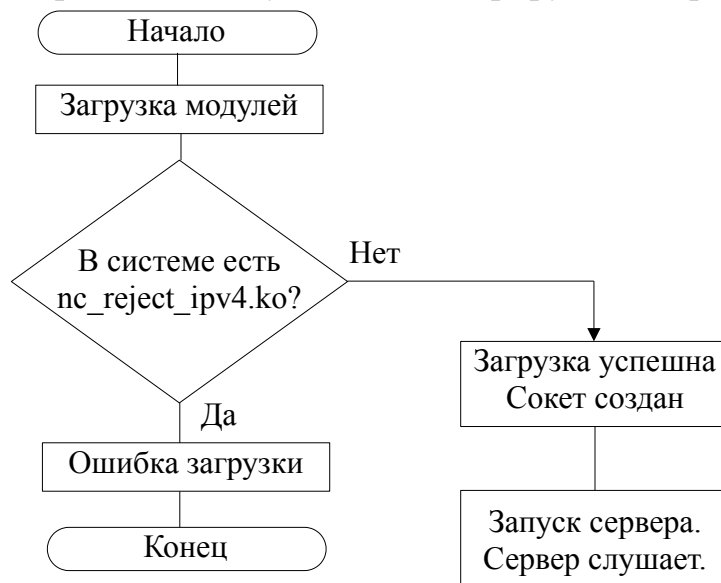 Начало
Загрузка модулей
В системе есть
nc_reject_ipv4.ko?
Нет
Загрузка успешна
Сокет создан
Да
Ошибка загрузки
Запуск сервера.
Сервер слушает.
Конец